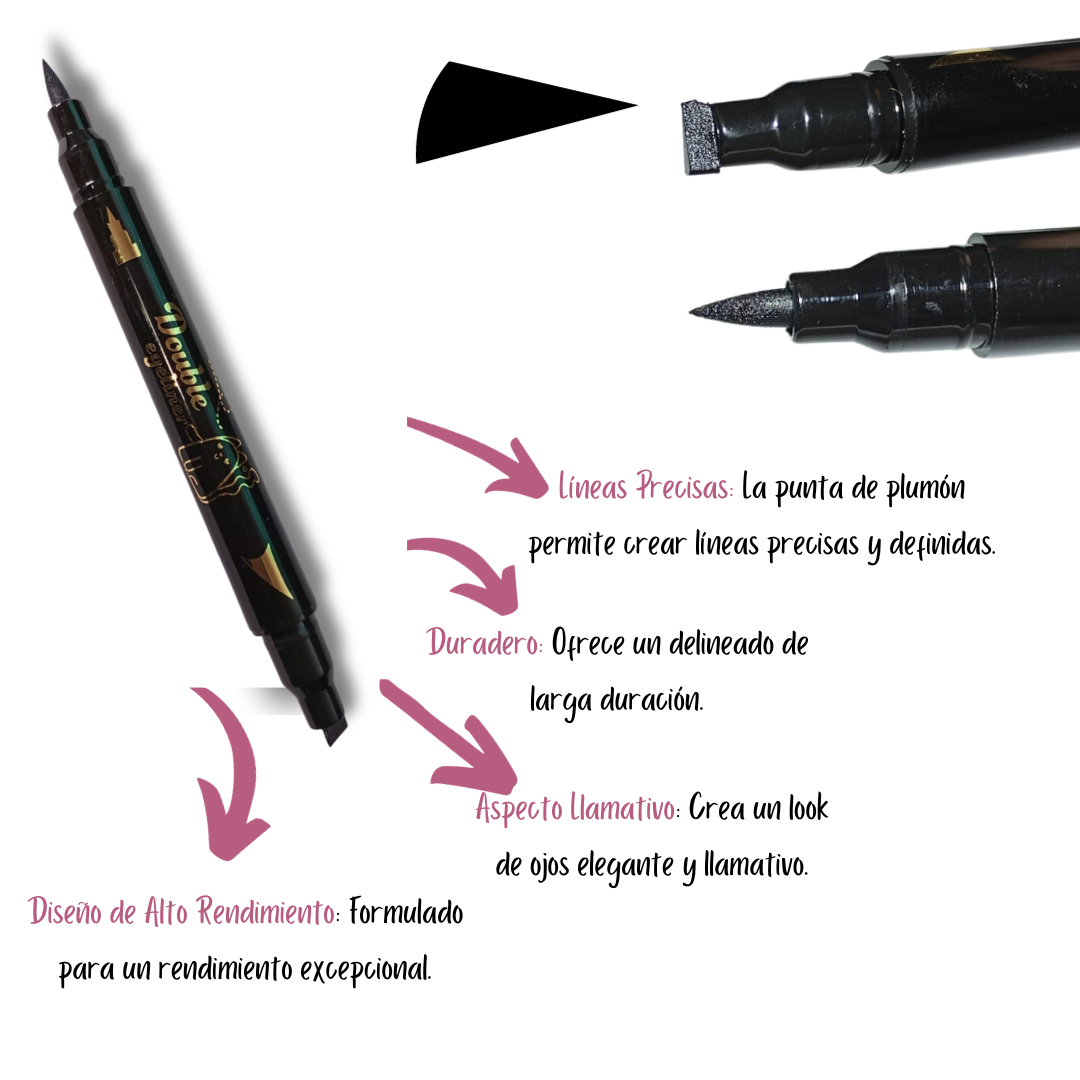 Double
eyeliner
Líneas Precisas: La punta de plumón
permite crear líneas precisas y definidas.
Duradero: Ofrece un delineado de
larga duración.
Aspecto Llamativo: Crea un look
de ojos elegante y llamativo.
Diseño de Alto Rendimiento: Formulado
para un rendimiento excepcional.